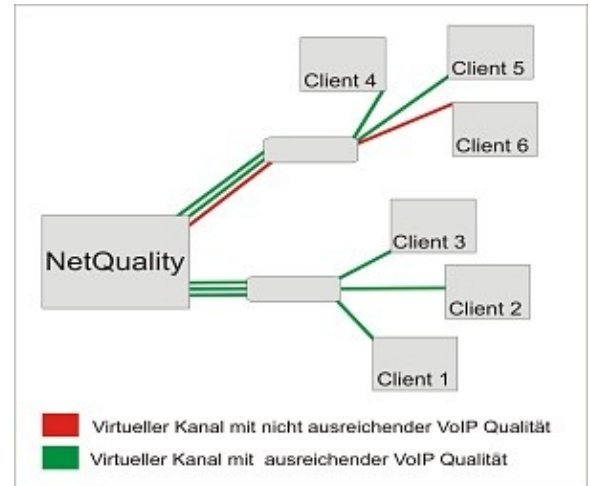 Client 4
Client 5
Client 6
NetQuality
Client 3
Client 2
Client 1
Virtueller Kanal mit nicht ausreichender VoIP Qualität
Virtueller Kanal mit ausreichender VoIP Qualität